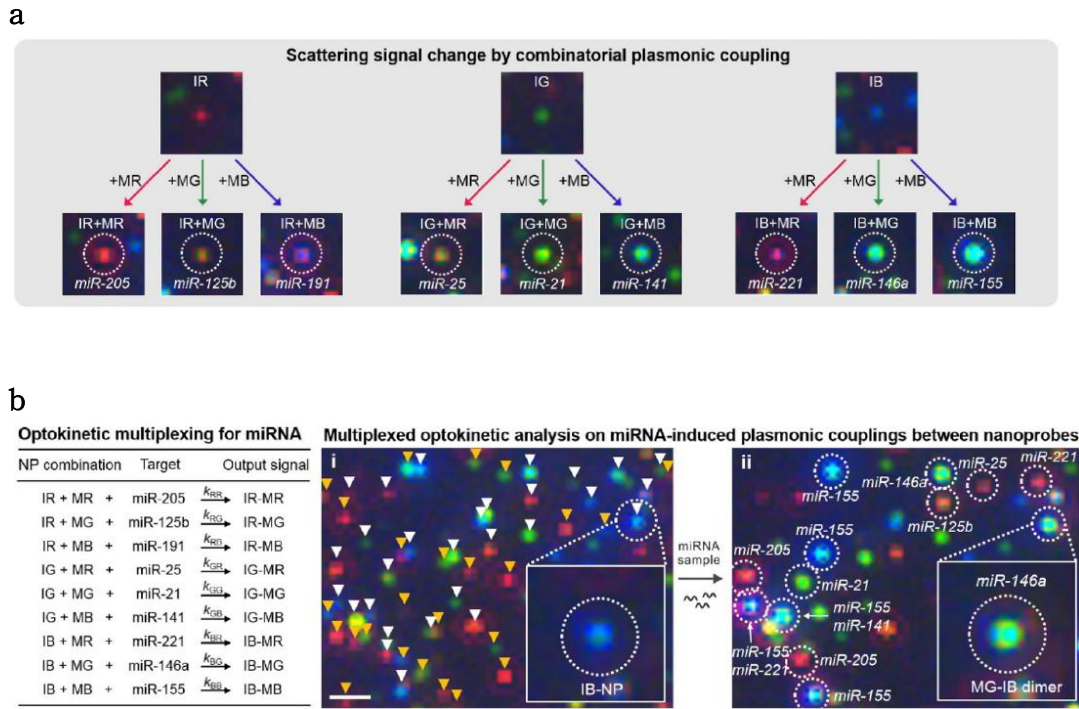 a
Scattering signal change by combinatorial plasmonic coupling
IR
IG
IB
+MR
+MG
+MB
+MR
+MG
+MB
+MR
+MG
+MB
IR+MR
IR+MG
IR+MB
IG+MR
IG+MG
IG+MB
IB+MR
IB+MG
IB+MB
miR-205
miR-125b
miR-191
miR-25
miR-21
miR-141
miR-221
miR-146a
miR-155
b
Optokinetic multiplexing for miRNA
NP combination Target Output signal
IR + MR + miR-205 kRR IR-MR
IR + MG + miR-125b kRG IR-MG
IR + MB + miR-191 kRB IR-MB
IG + MR + miR-25 kGR IG-MR
IG + MG + miR-21 kGG IG-MG
IG + MB + miR-141 kGB IG-MB
IB + MR + miR-221 kBR IB-MR
IB + MG + miR-146a kBG IB-MG
IB + MB + miR-155 kBB IB-MB
Multiplexed optokinetic analysis on miRNA-induced plasmonic couplings between nanoprobes
i
IB-NP
miRNA
sample
ii
miR-155
miR-146a
miR-25
miR-221
miR-125b
miR-155
miR-205
miR-21
miR-155
miR-141
miR-155
miR-221
miR-205
miR-155
miR-146a
MG-IB dimer